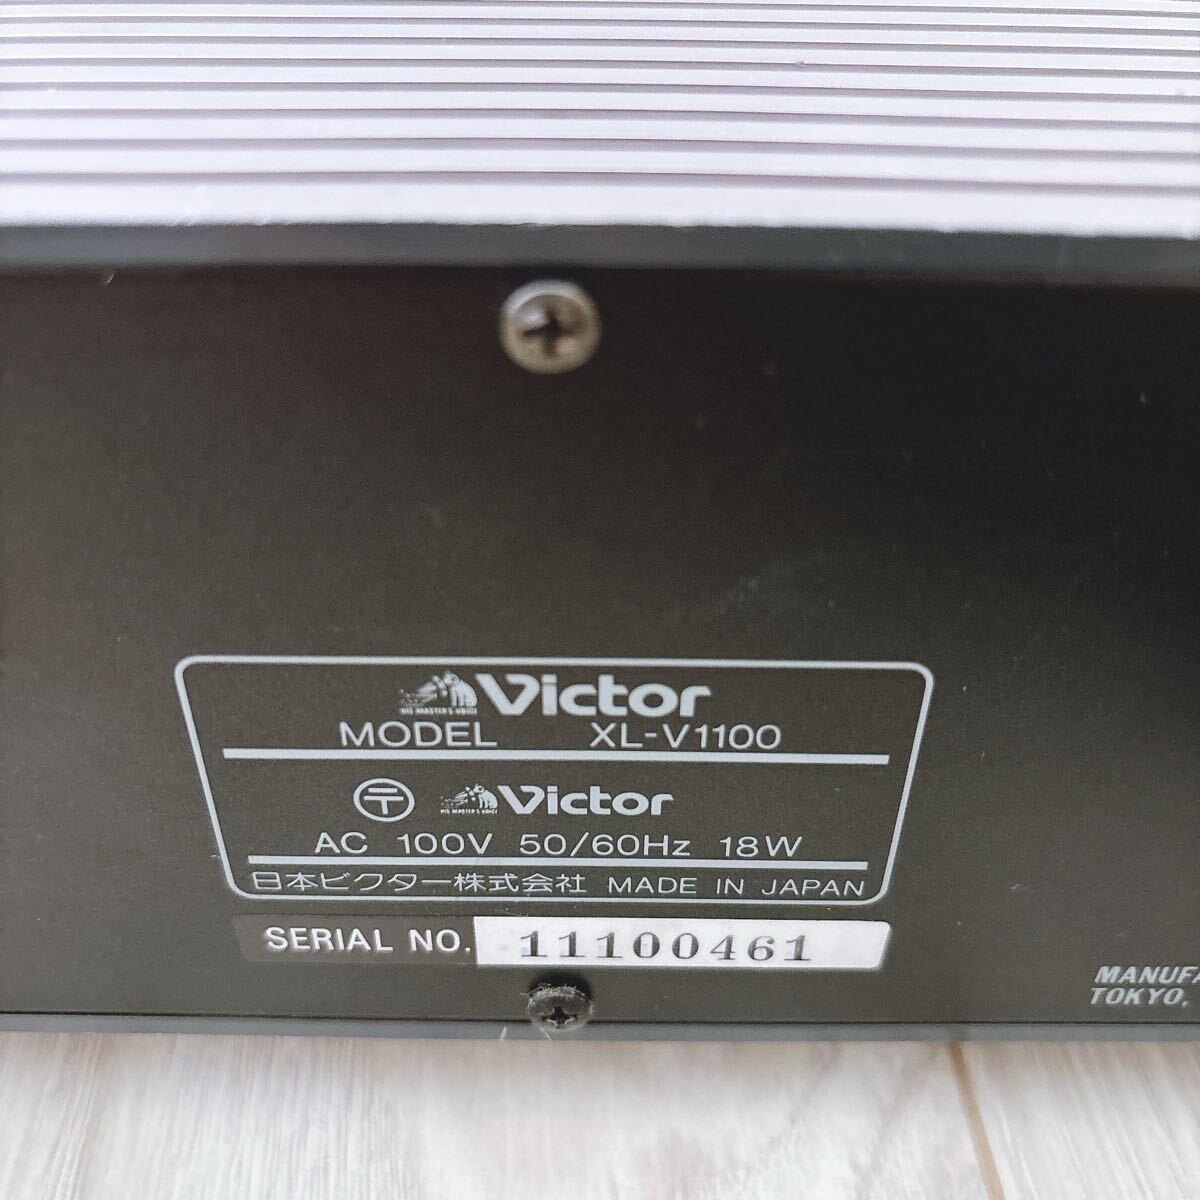 HIS MASTER'S VOICE Victor
MODEL XL-V1100
〒 HIS MASTER'S VOICE Victor
AC 100V 50/60Hz 18W
日本ビクター株式会社 MADE IN JAPAN
SERIAL NO. 11100461
MANUFA
TOKYO,